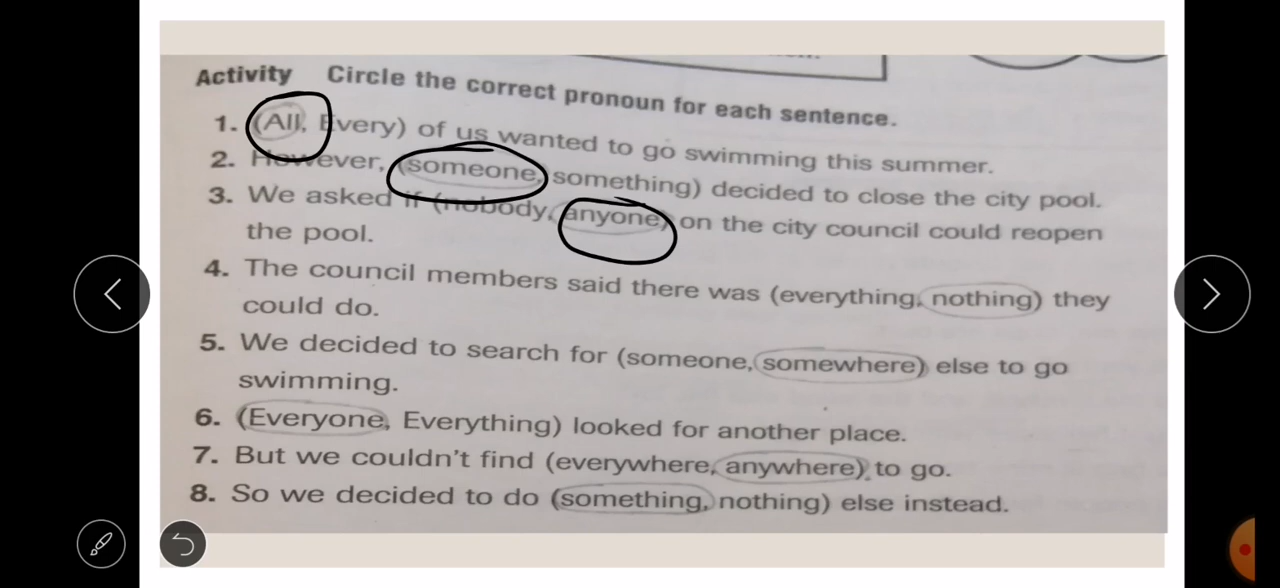 Activity Circle the correct pronoun for each sentence.
1. (All, Every) of us wanted to go swimming this summer.
2. However, (someone, something) decided to close the city pool.
3. We asked if (nobody, anyone) on the city council could reopen
the pool.
4. The council members said there was (everything, nothing) they
could do.
5. We decided to search for (someone, somewhere) else to go
swimming.
6. (Everyone, Everything) looked for another place.
7. But we couldn't find (everywhere, anywhere) to go.
8. So we decided to do (something, nothing) else instead.